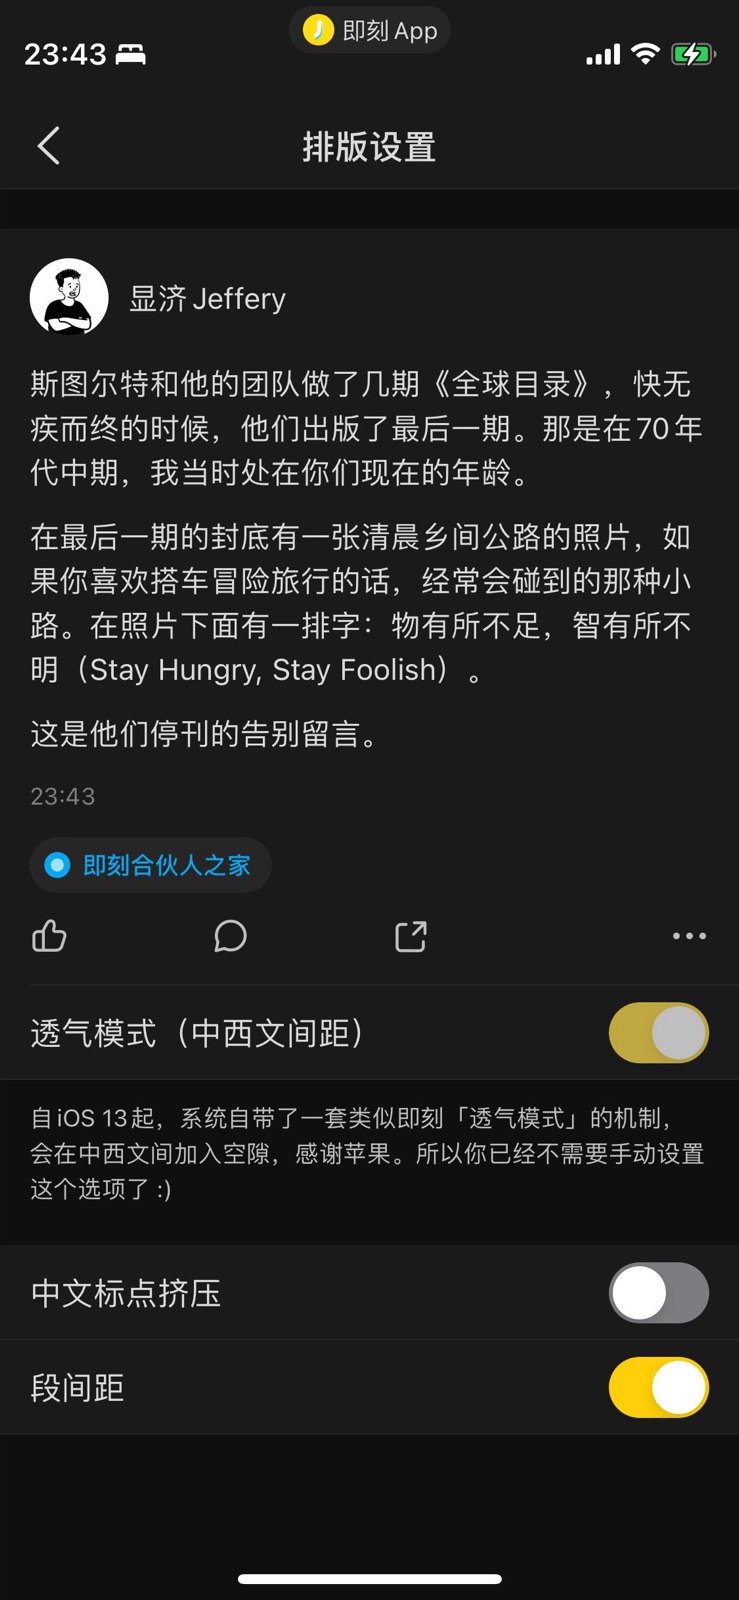 23:43
即刻 App
排版设置
显济 Jeffery
斯图尔特和他的团队做了几期《全球目录》，快无
疾而终的时候，他们出版了最后一期。那是在70年
代中期，我当时处在你们现在的年龄。
在最后一期的封底有一张清晨乡间公路的照片，如
果你喜欢搭车冒险旅行的话，经常会碰到的那种小
路。在照片下面有一排字：物有所不足，智有所不
明（Stay Hungry, Stay Foolish）。
这是他们停刊的告别留言。
23:43
即刻合伙人之家
透气模式（中西文间距）
自iOS 13起，系统自带了一套类似即刻「透气模式」的机制，
会在中西文间加入空隙，感谢苹果。所以你已经不需要手动设置
这个选项了 :)
中文标点挤压
段间距